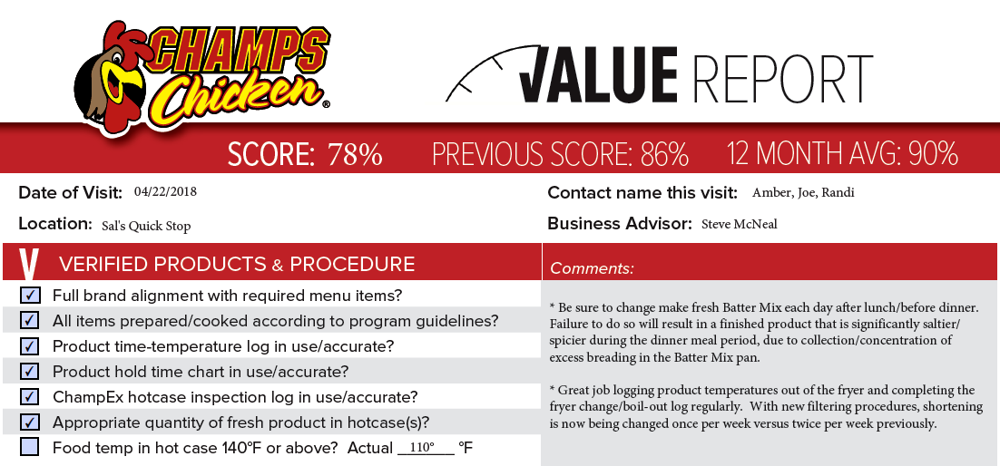 CHAMPS
Chicken®
VALUE REPORT
SCORE: 78% PREVIOUS SCORE: 86% 12 MONTH AVG: 90%
Date of Visit: 04/22/2018 Contact name this visit: Amber, Joe, Randi
Location: Sal's Quick Stop Business Advisor: Steve McNeal
V VERIFIED PRODUCTS & PROCEDURE
✓ Full brand alignment with required menu items?
✓ All items prepared/cooked according to program guidelines?
✓ Product time-temperature log in use/accurate?
✓ Product hold time chart in use/accurate?
✓ ChampEx hotcase inspection log in use/accurate?
✓ Appropriate quantity of fresh product in hotcase(s)?
Food temp in hot case 140°F or above? Actual 110° °F
Comments:
* Be sure to change make fresh Batter Mix each day after lunch/before dinner.
Failure to do so will result in a finished product that is significantly saltier/
spicier during the dinner meal period, due to collection/concentration of
excess breading in the Batter Mix pan.
* Great job logging product temperatures out of the fryer and completing the
fryer change/boil-out log regularly. With new filtering procedures, shortening
is now being changed once per week versus twice per week previously.